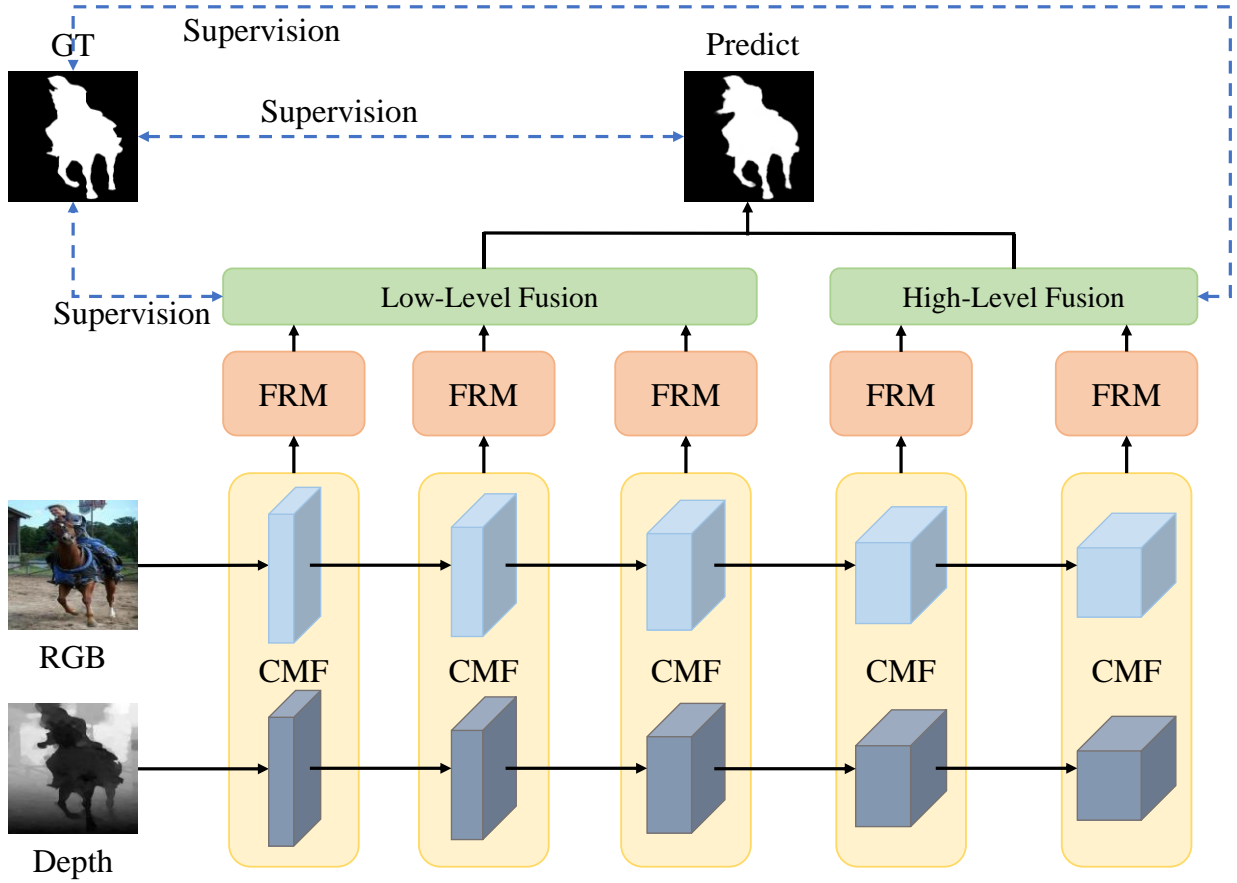 Supervision
GT
Predict
Supervision
Low-Level Fusion
High-Level Fusion
Supervision
FRM
FRM
FRM
FRM
FRM
RGB
CMF
CMF
CMF
CMF
CMF
Depth